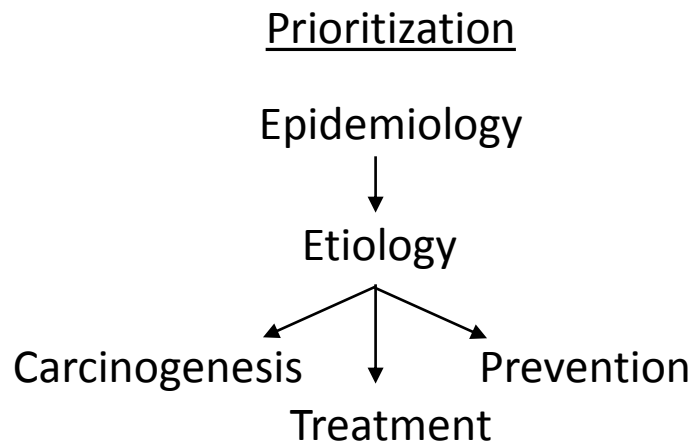 Prioritization
Epidemiology
Etiology
Carcinogenesis
Prevention
Treatment